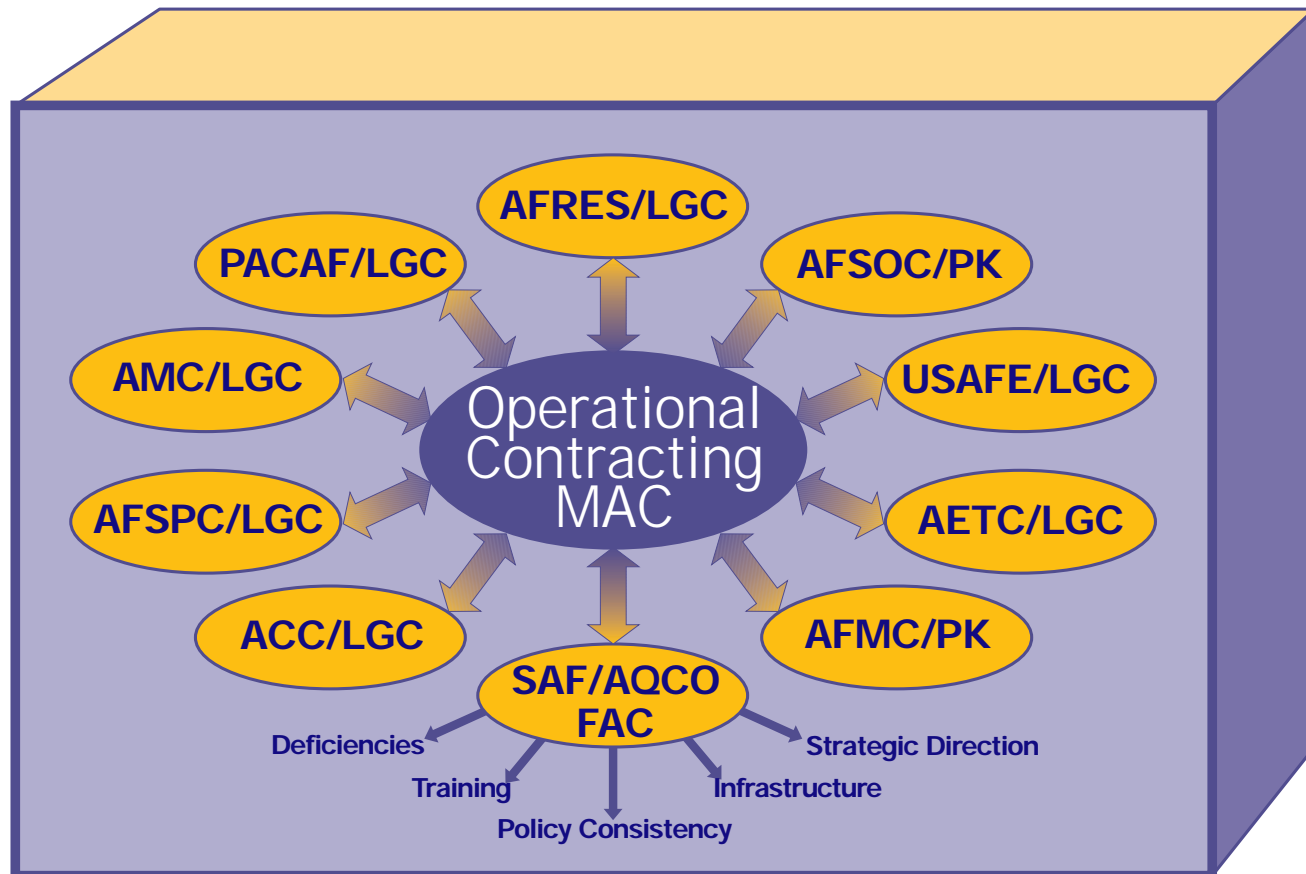 AFRES/LGC
PACAF/LGC
AFSOC/PK
AMC/LGC
USAFE/LGC
Operational
Contracting
MAC
AFSPC/LGC
AETC/LGC
ACC/LGC
AFMC/PK
SAF/AQCO
FAC
Deficiencies
Strategic Direction
Training
Infrastructure
Policy Consistency